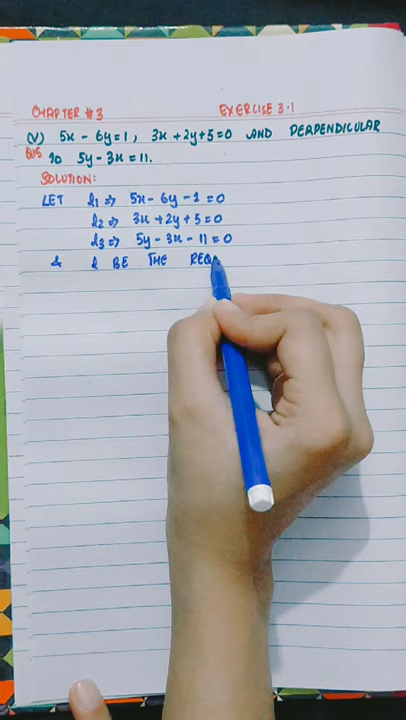 CHAPTER #3 EXERCISE 3.1
(V) 5x - 6y=1, 3x +2y+5=0 AND PERPENDICULAR
Q15 To 5y-3x = 11.
SOLUTION:
LET l1 => 5x - 6y - 1 = 0
l2 => 3x + 2y + 5 = 0
l3 => 5y - 3x - 11 = 0
& l BE THE REQU